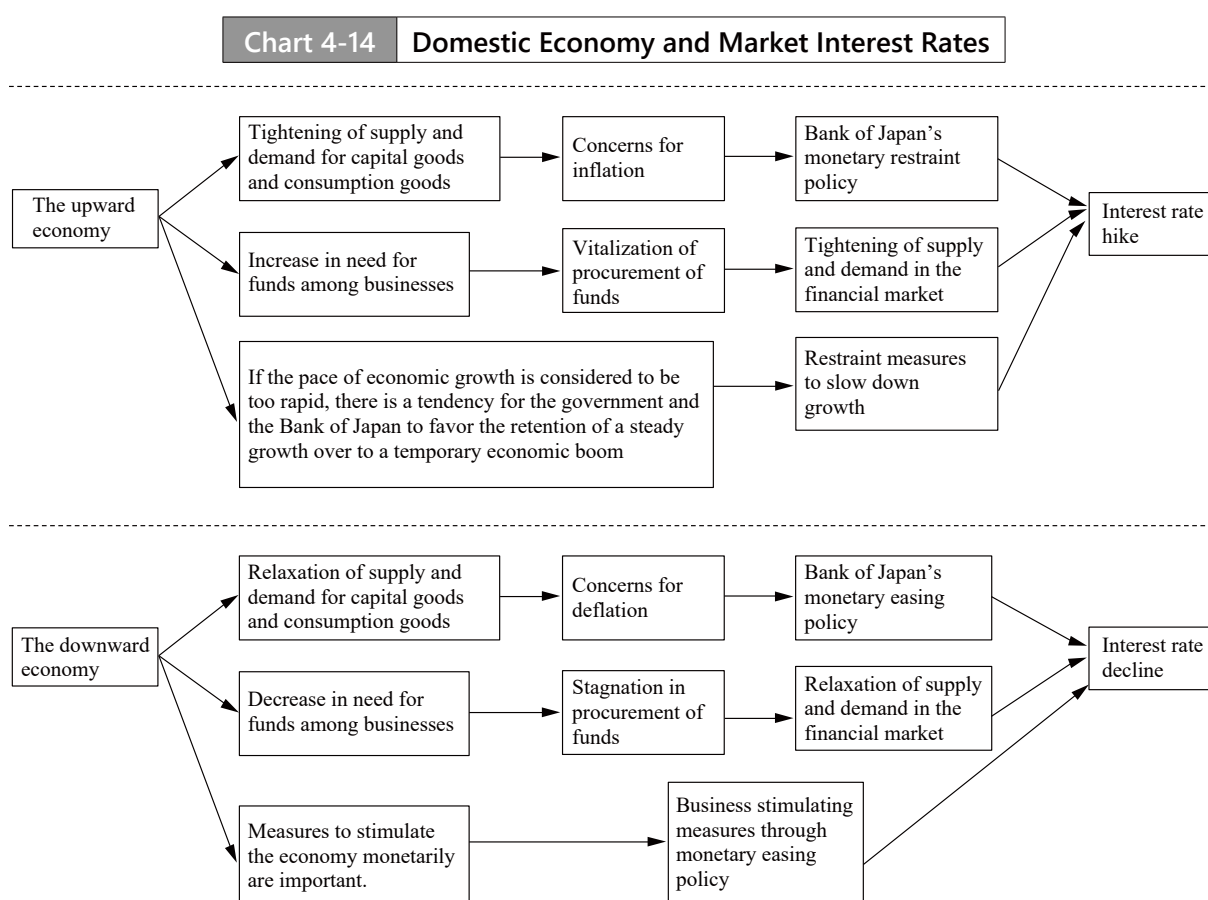 Chart 4-14 Domestic Economy and Market Interest Rates
The upward
economy
Tightening of supply and
demand for capital goods
and consumption goods
Concerns for
inflation
Bank of Japan's
monetary restraint
policy
Increase in need for
funds among businesses
Vitalization of
procurement of
funds
Tightening of supply
and demand in the
financial market
If the pace of economic growth is considered to be
too rapid, there is a tendency for the government and
the Bank of Japan to favor the retention of a steady
growth over to a temporary economic boom
Restraint measures
to slow down
growth
Interest rate
hike
The downward
economy
Relaxation of supply and
demand for capital goods
and consumption goods
Concerns for
deflation
Bank of Japan's
monetary easing
policy
Decrease in need for
funds among businesses
Stagnation in
procurement of
funds
Relaxation of supply
and demand in the
financial market
Measures to stimulate
the economy monetarily
are important.
Business stimulating
measures through
monetary easing
policy
Interest rate
decline